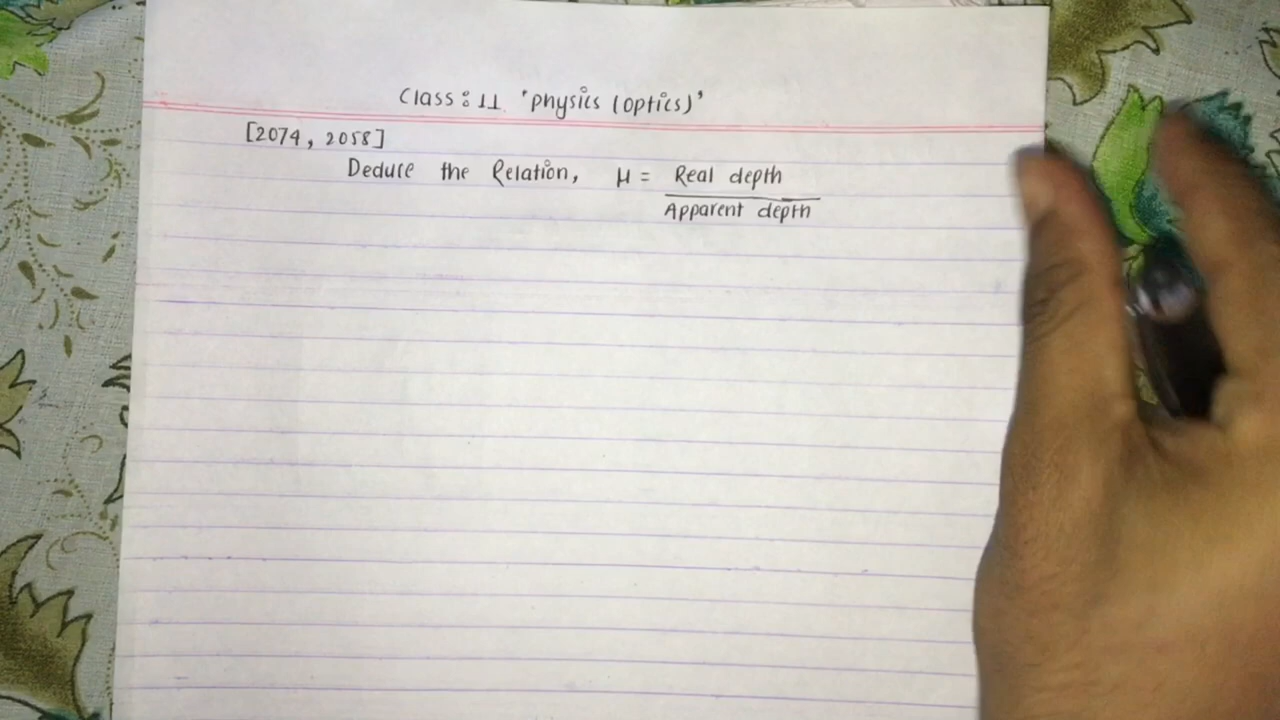 Class : 11 'physics (optics)'
[2074, 2058]
Deduce the Relation, μ = Real depth
Apparent depth